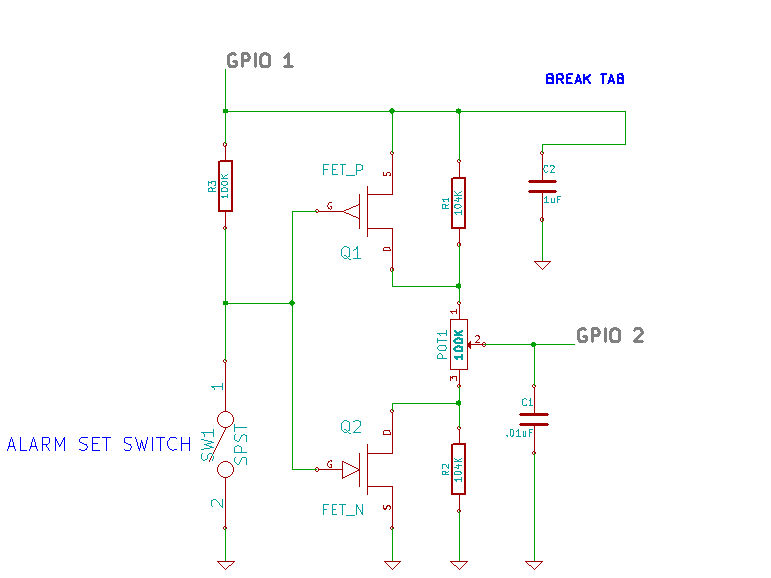 GPIO 1
BREAK TAB
FET_P
S
C2
R3
100K
G
R1
104K
1uF
Q1
D
1
GPIO 2
POT1
100K
2
3
1
C1
Q2
D
.01uF
ALARM SET SWITCH
SW1
SPST
G
R2
104K
2
FET_N
S